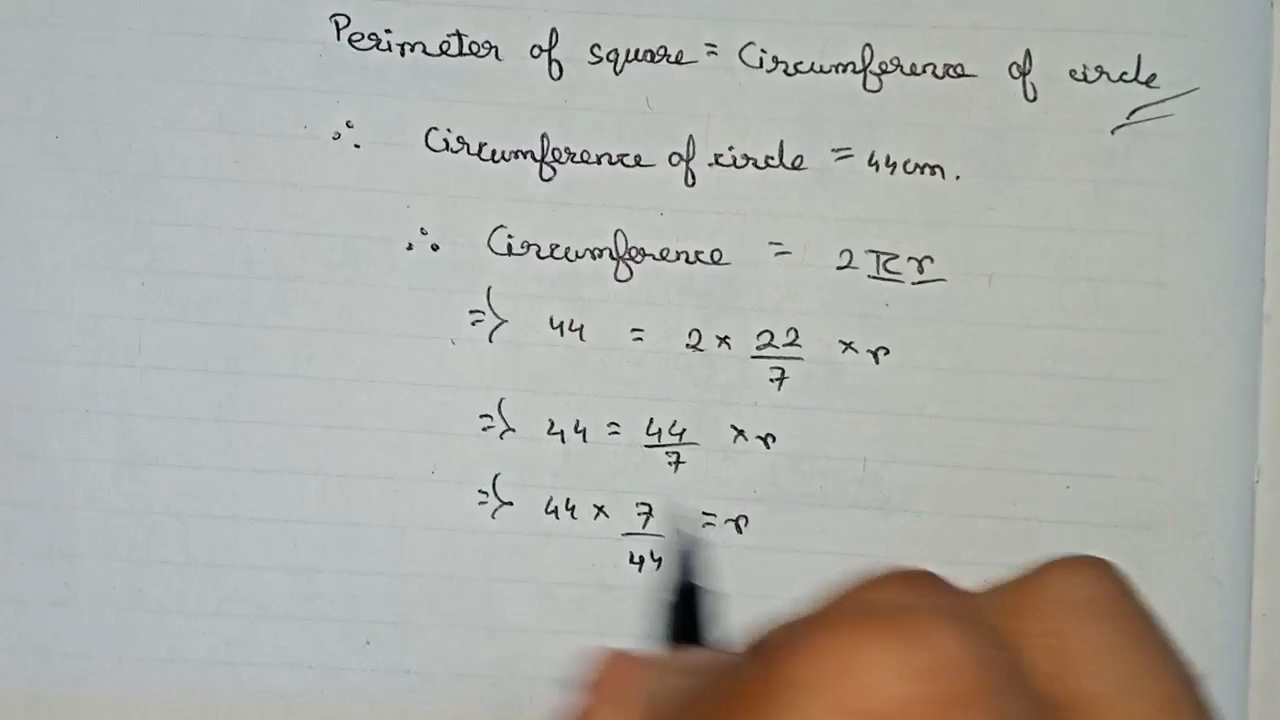 Perimeter of square = Circumference of circle
∴ Circumference of circle = 44cm.
∴ Circumference = 2πr
⇒ 44 = 2 × 22/7 × r
⇒ 44 = 44/7 × r
⇒ 44 × 7/44 = r